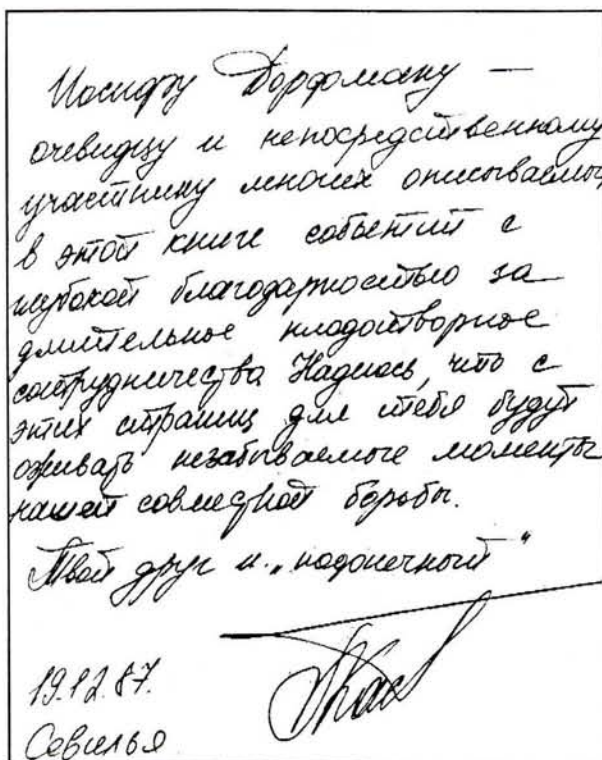 Иосифу Дорфману —
очевидцу и непосредственному
участнику многих описываемых
в этой книге событий с
глубокой благодарностью за
длительное плодотворное
сотрудничества Надеюсь, что с
этих страниц для тебя будут
оживать незабываемые моменты
нашей совместной борьбы.
Твой друг и „подопечный"
19.12.87.
Севилья